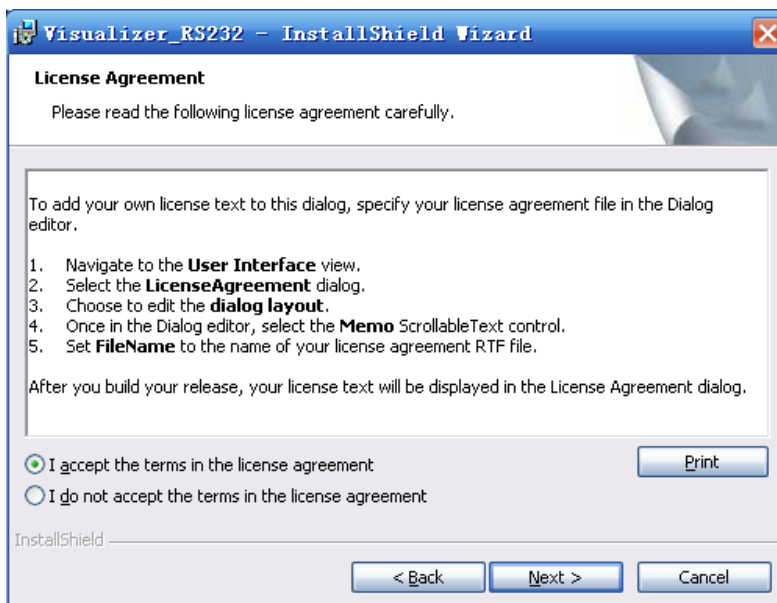 Visualizer_RS232 - InstallShield Wizard
License Agreement
Please read the following license agreement carefully.
To add your own license text to this dialog, specify your license agreement file in the Dialog
editor.
1. Navigate to the User Interface view.
2. Select the LicenseAgreement dialog.
3. Choose to edit the dialog layout.
4. Once in the Dialog editor, select the Memo ScrollableText control.
5. Set FileName to the name of your license agreement RTF file.
After you build your release, your license text will be displayed in the License Agreement dialog.
I accept the terms in the license agreement
Print
I do not accept the terms in the license agreement
InstallShield
< Back Next > Cancel